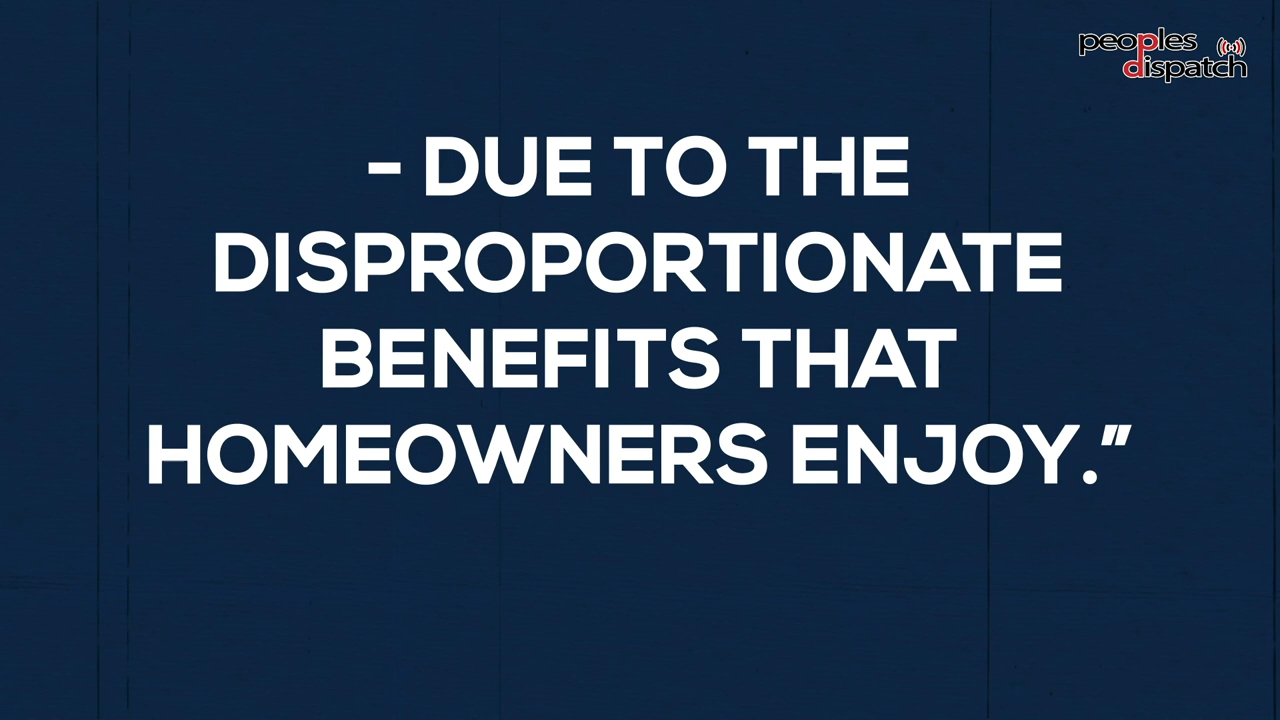 peoples
dispatch
- DUE TO THE
DISPROPORTIONATE
BENEFITS THAT
HOMEOWNERS ENJOY."